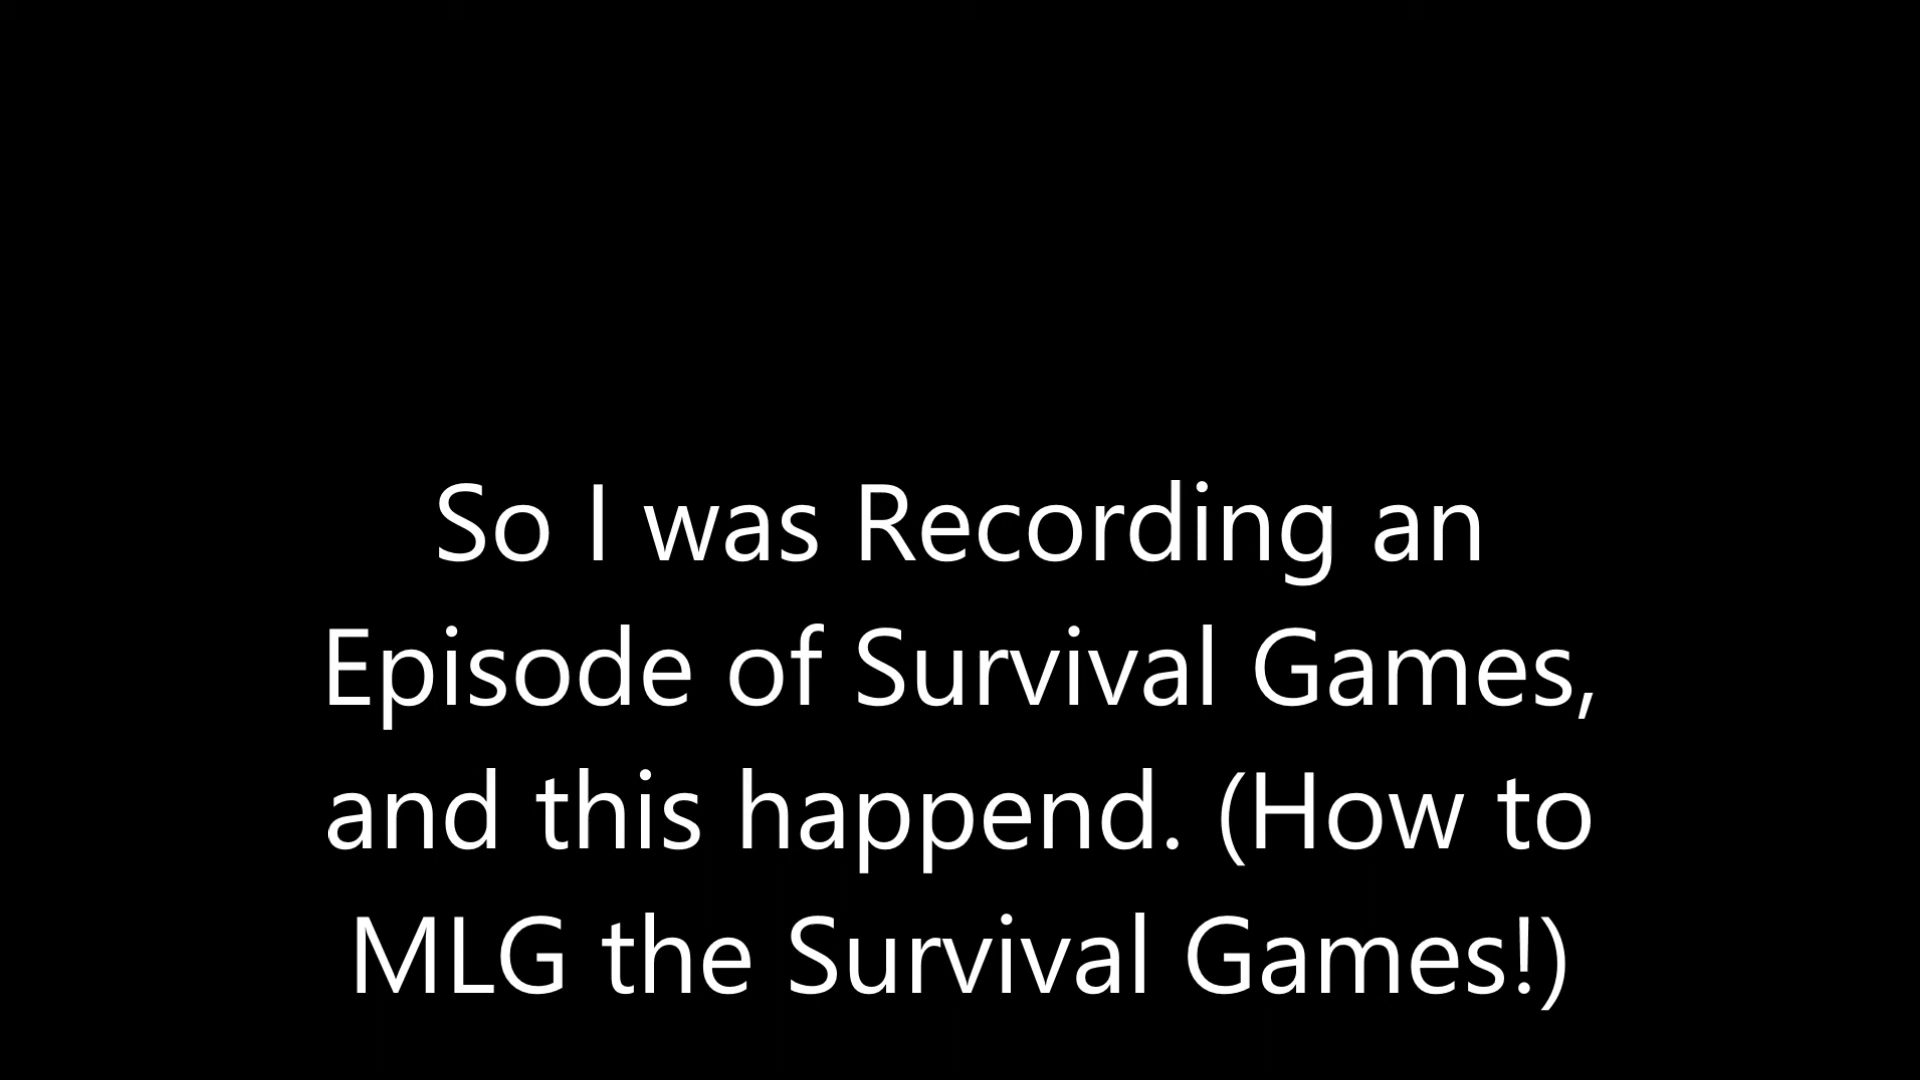 So I was Recording an
Episode of Survival Games,
and this happend. (How to
MLG the Survival Games!)